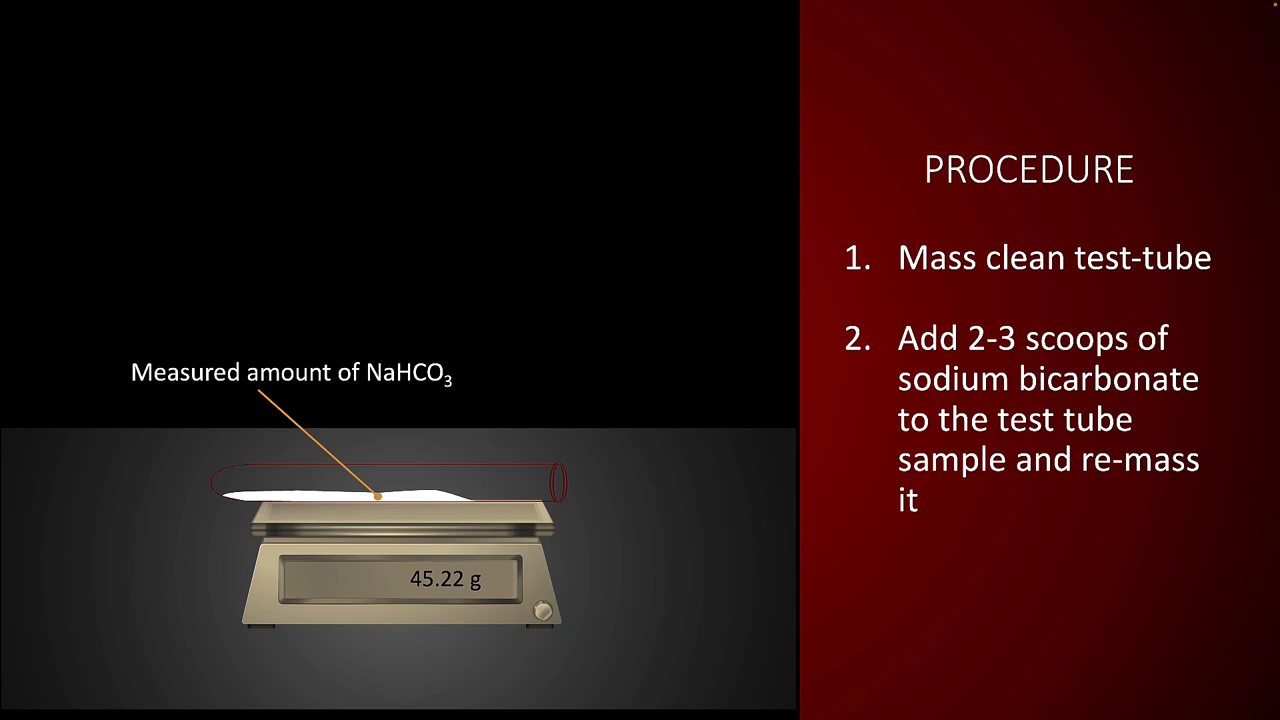 Measured amount of NaHCO₃
45.22 g
PROCEDURE
1. Mass clean test-tube
2. Add 2-3 scoops of
sodium bicarbonate
to the test tube
sample and re-mass
it